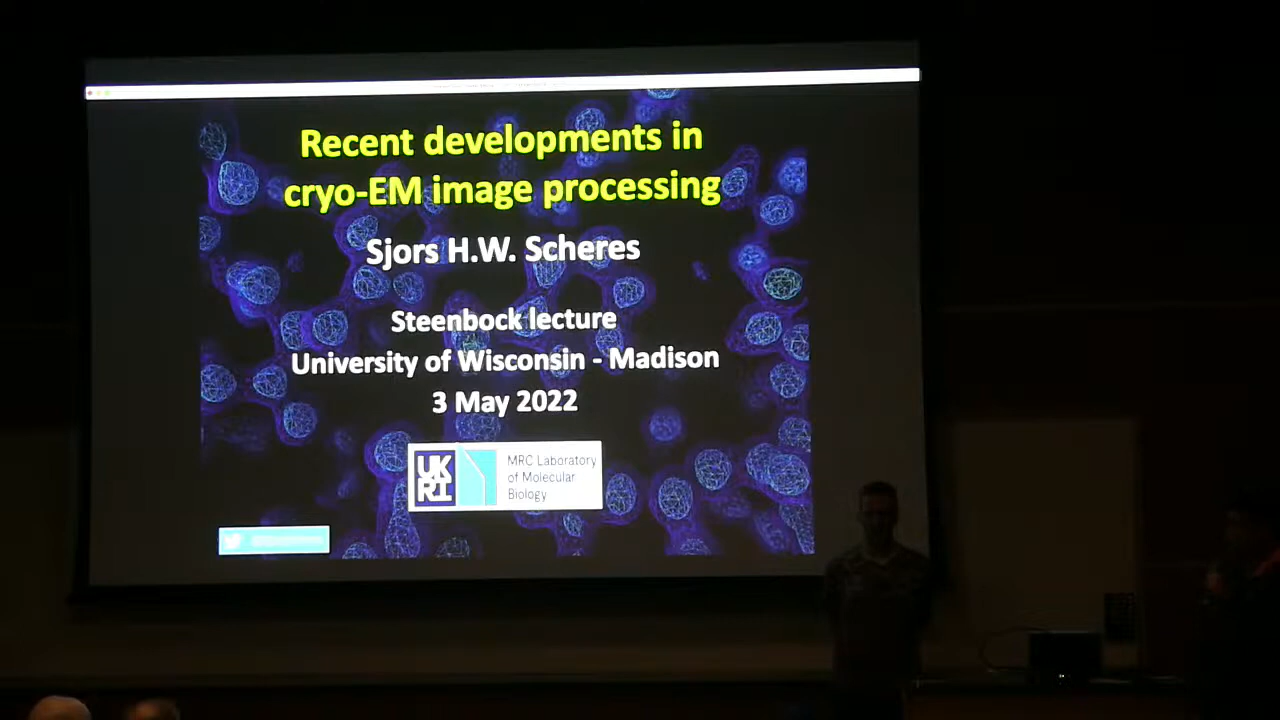 Recent developments in
cryo-EM image processing
Sjors H.W. Scheres
Steenbock lecture
University of Wisconsin - Madison
3 May 2022
UK
RI
MRC Laboratory
of Molecular
Biology